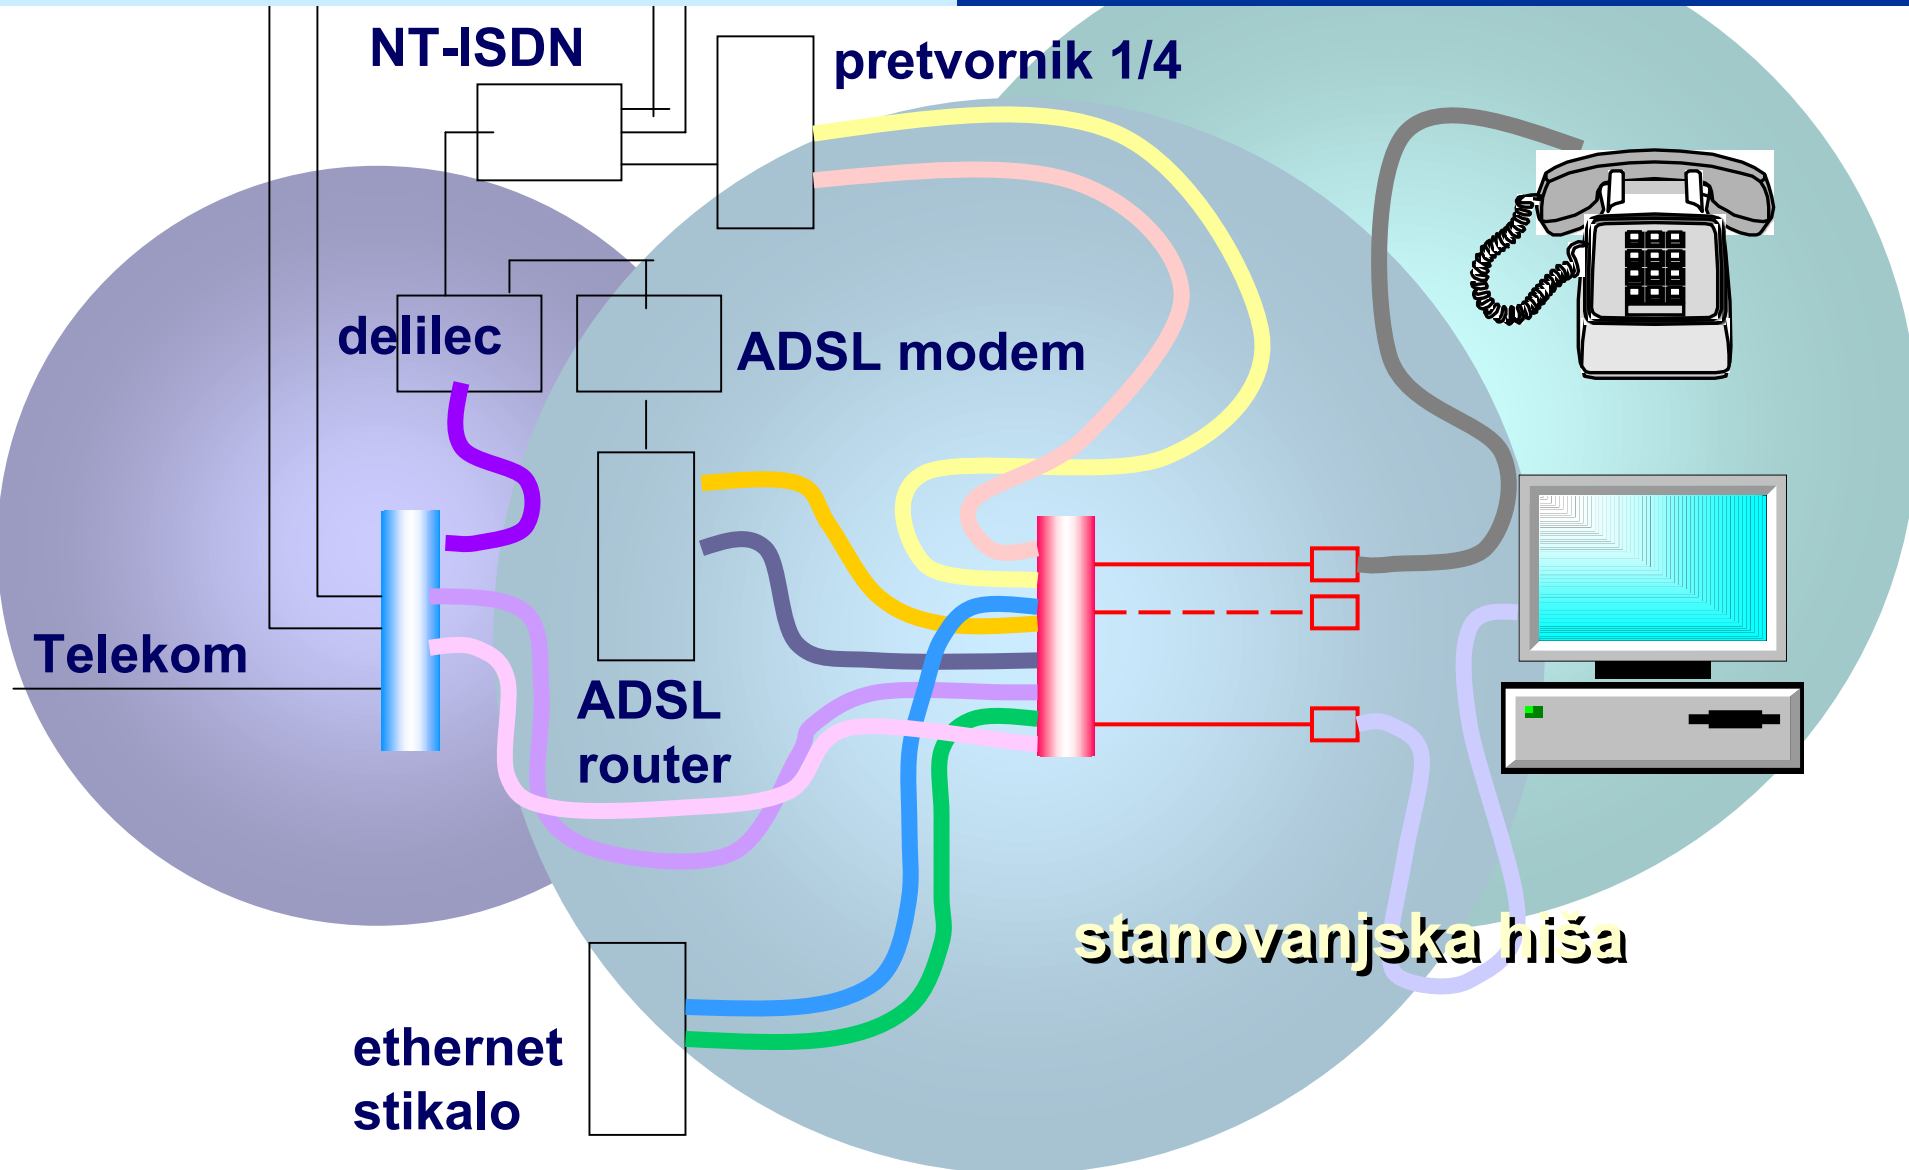 NT-ISDN
pretvornik 1/4
delilec
ADSL modem
Telekom
ADSL
router
stanovanjska hiša
ethernet
stikalo